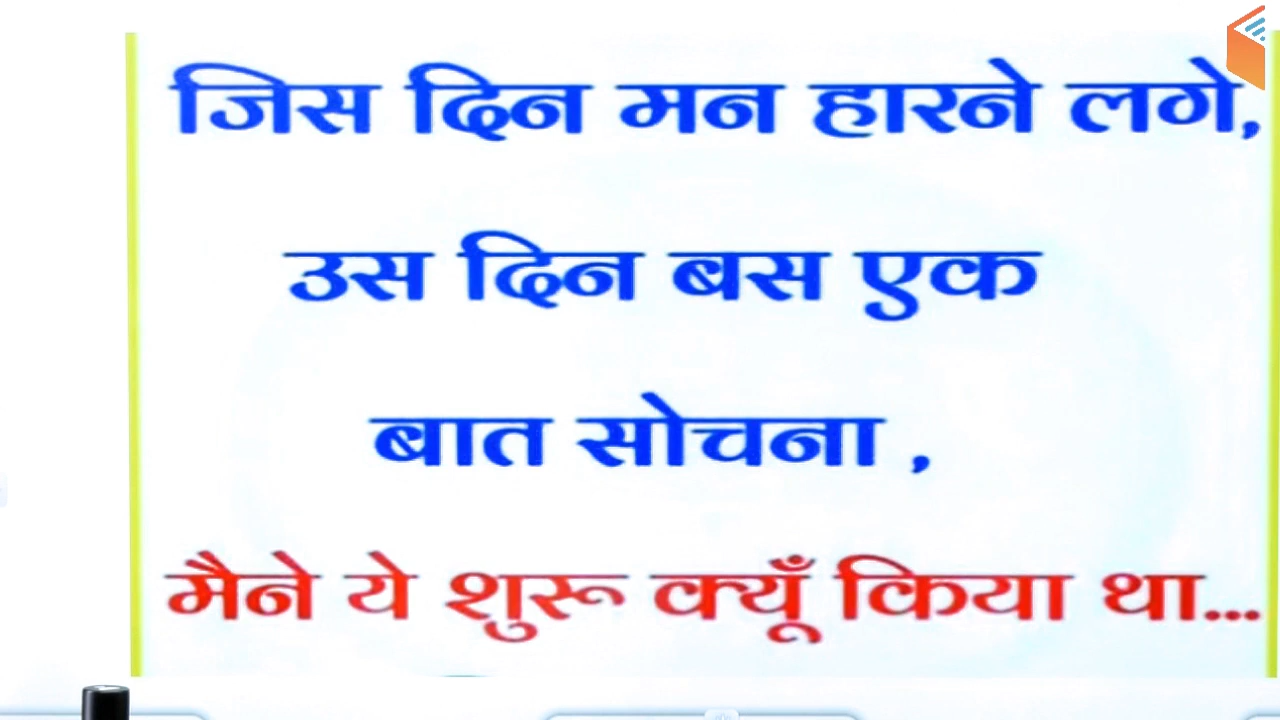 जिस दिन मन हारने लगे,
उस दिन बस एक
बात सोचना ,
मैने ये शुरू क्यूँ किया था...